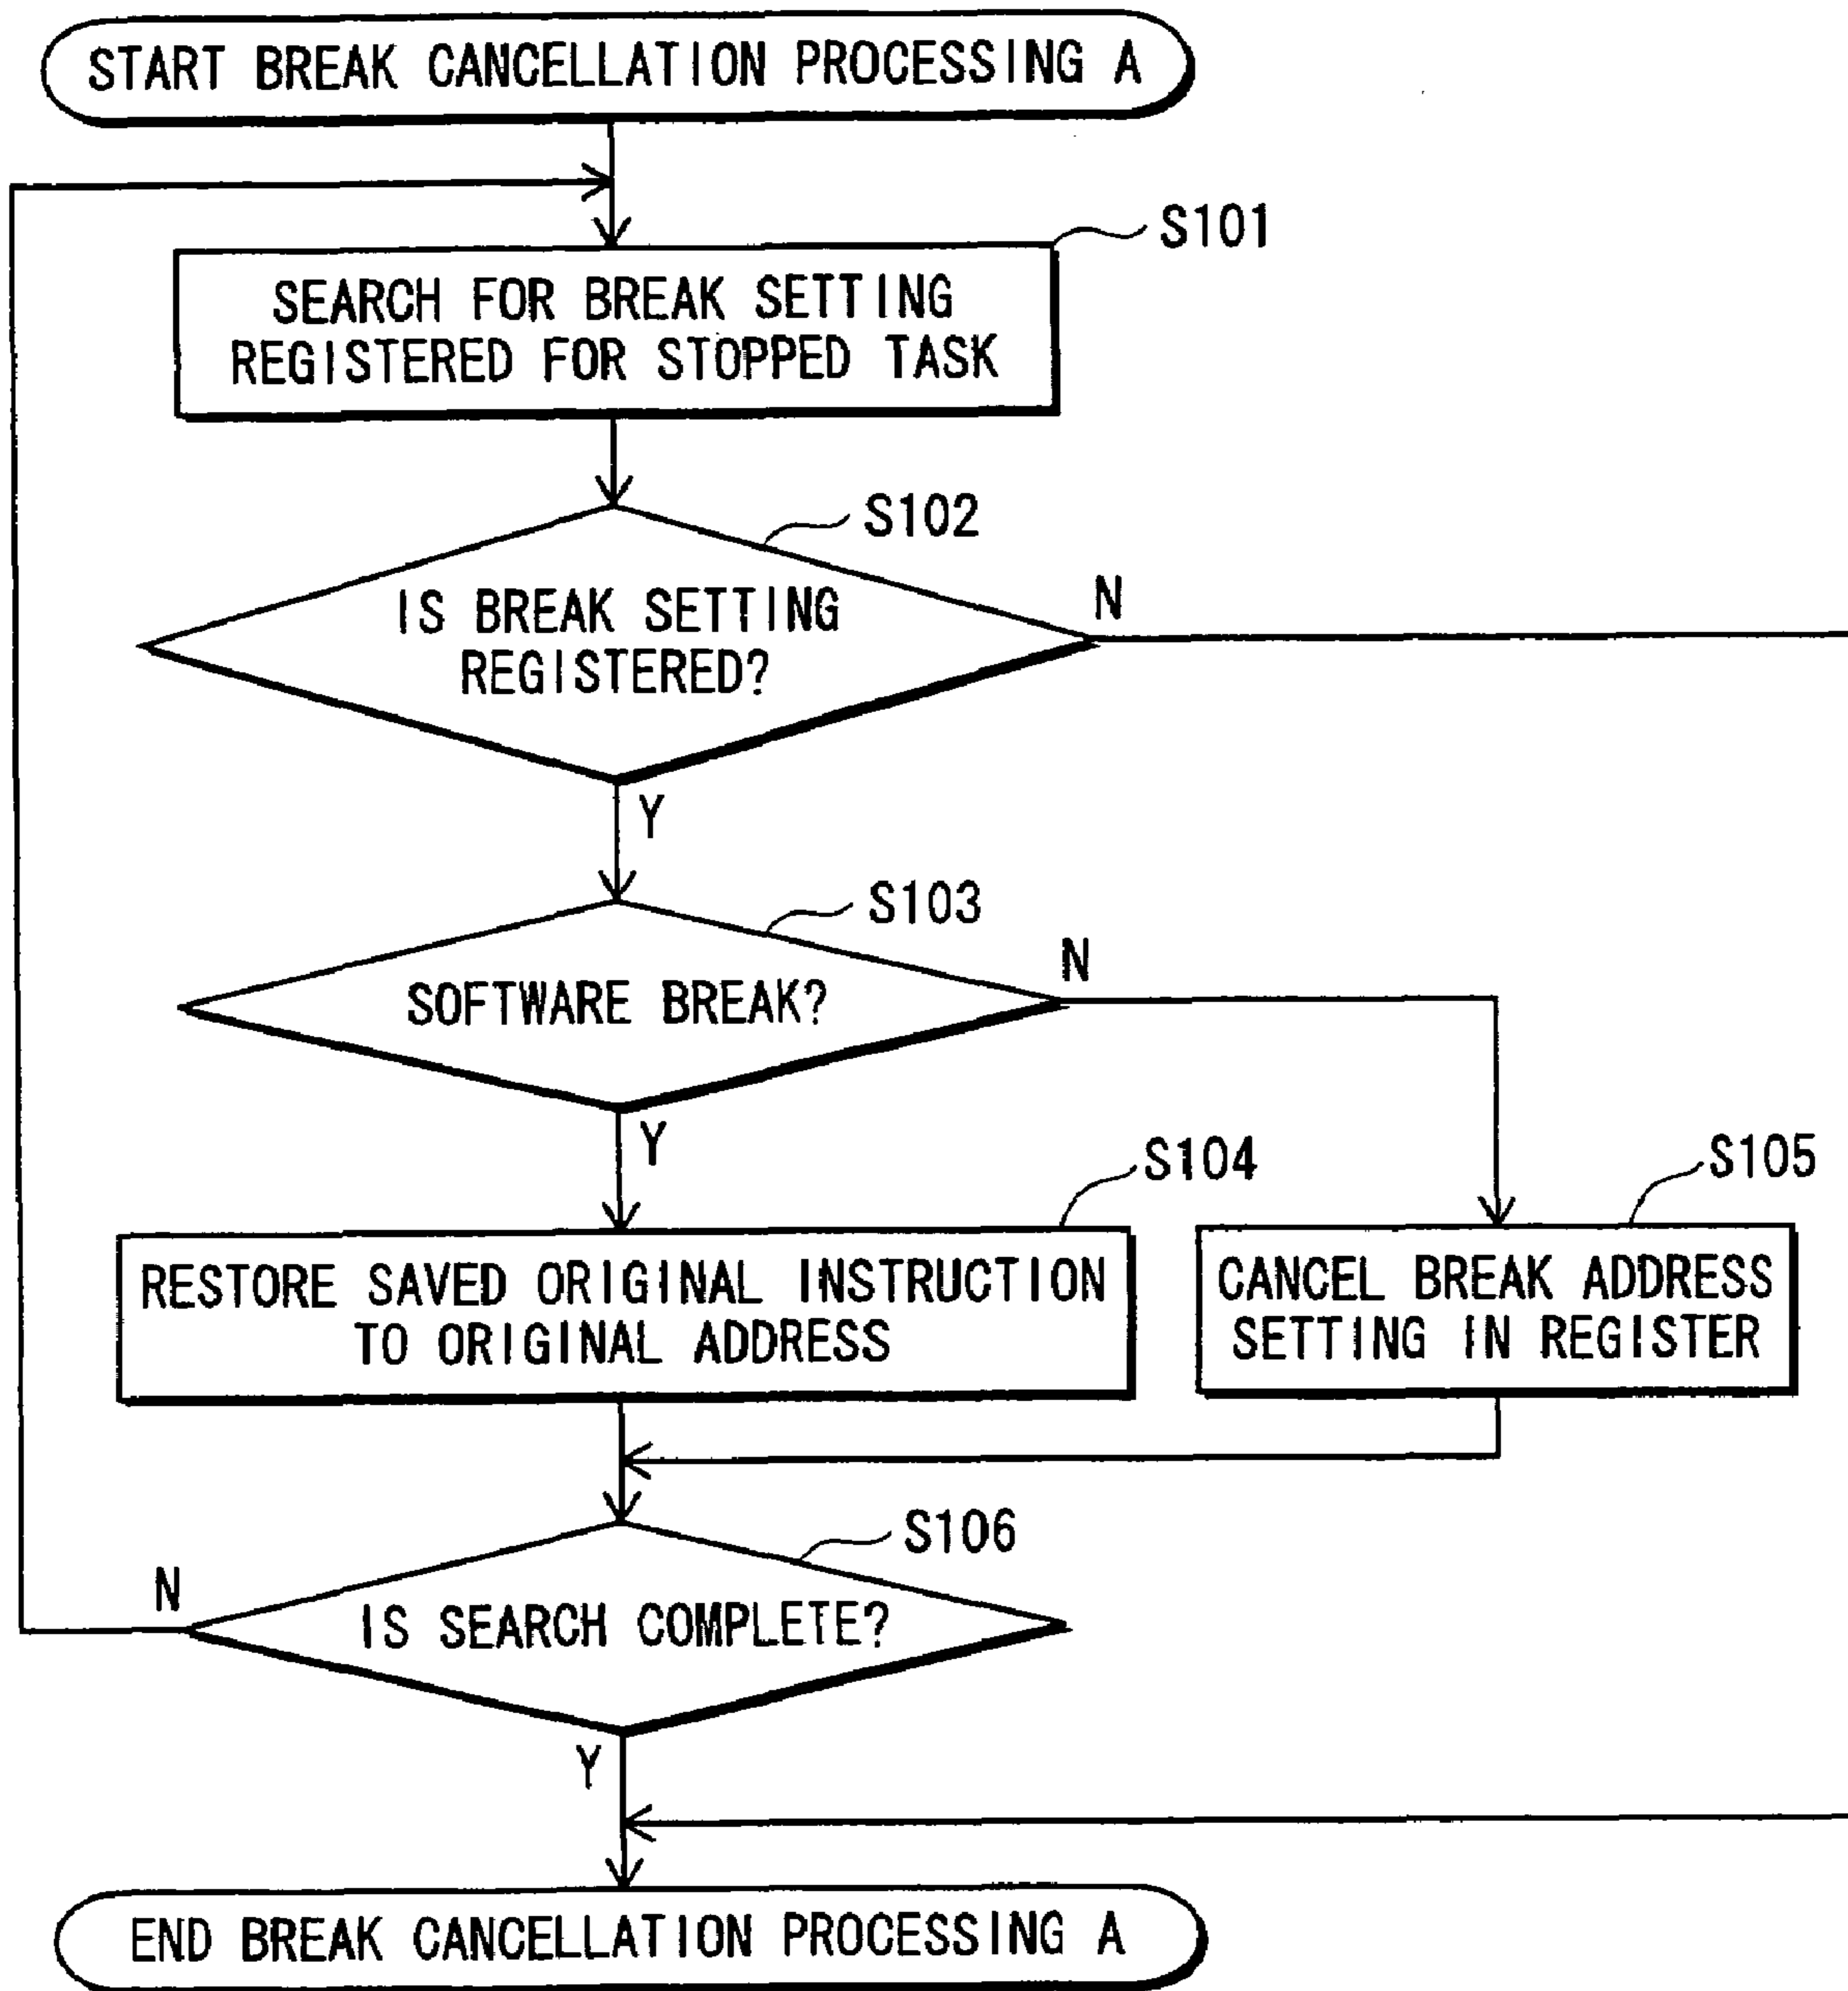 START BREAK CANCELLATION PROCESSING A
S101
SEARCH FOR BREAK SETTING
REGISTERED FOR STOPPED TASK
S102
IS BREAK SETTING
REGISTERED?
N
Y
S103
SOFTWARE BREAK?
N
Y
S104
RESTORE SAVED ORIGINAL INSTRUCTION
TO ORIGINAL ADDRESS
S105
CANCEL BREAK ADDRESS
SETTING IN REGISTER
S106
IS SEARCH COMPLETE?
N
Y
END BREAK CANCELLATION PROCESSING A